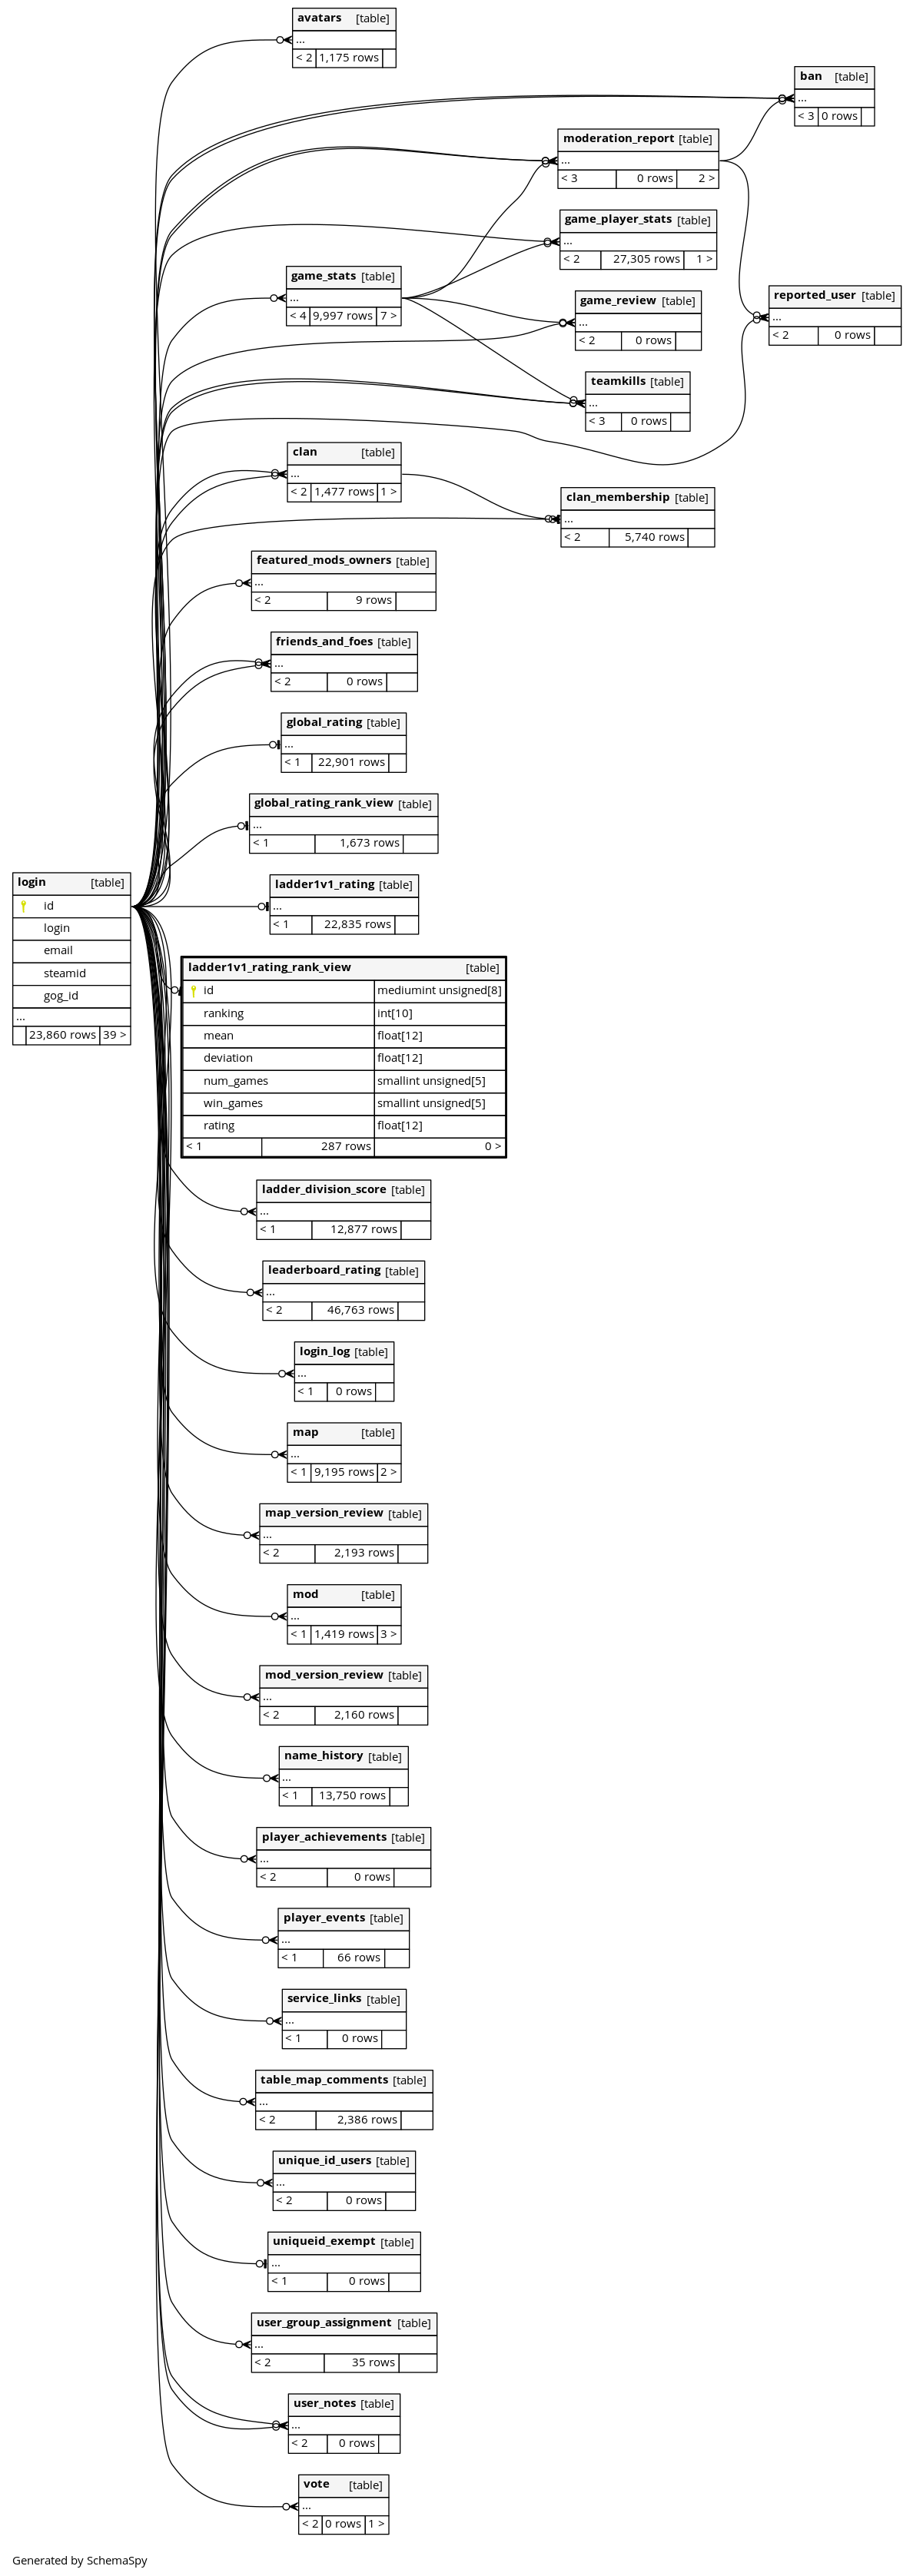 avatars [table]
...
< 2 1,175 rows
ban [table]
...
< 3 0 rows
moderation_report [table]
...
< 3 0 rows 2 >
game_player_stats [table]
...
< 2 27,305 rows 1 >
game_stats [table]
...
< 4 9,997 rows 7 >
game_review [table]
...
< 2 0 rows
reported_user [table]
...
< 2 0 rows
teamkills [table]
...
< 3 0 rows
clan [table]
...
< 2 1,477 rows 1 >
clan_membership [table]
...
< 2 5,740 rows
featured_mods_owners [table]
...
< 2 9 rows
friends_and_foes [table]
...
< 2 0 rows
global_rating [table]
...
< 1 22,901 rows
global_rating_rank_view [table]
...
< 1 1,673 rows
login [table]
id
login
email
steamid
gog_id
...
23,860 rows 39 >
ladder1v1_rating [table]
...
< 1 22,835 rows
ladder1v1_rating_rank_view [table]
id mediumint unsigned[8]
ranking int[10]
mean float[12]
deviation float[12]
num_games smallint unsigned[5]
win_games smallint unsigned[5]
rating float[12]
< 1 287 rows 0 >
ladder_division_score [table]
...
< 1 12,877 rows
leaderboard_rating [table]
...
< 2 46,763 rows
login_log [table]
...
< 1 0 rows
map [table]
...
< 1 9,195 rows 2 >
map_version_review [table]
...
< 2 2,193 rows
mod [table]
...
< 1 1,419 rows 3 >
mod_version_review [table]
...
< 2 2,160 rows
name_history [table]
...
< 1 13,750 rows
player_achievements [table]
...
< 2 0 rows
player_events [table]
...
< 1 66 rows
service_links [table]
...
< 1 0 rows
table_map_comments [table]
...
< 2 2,386 rows
unique_id_users [table]
...
< 2 0 rows
uniqueid_exempt [table]
...
< 1 0 rows
user_group_assignment [table]
...
< 2 35 rows
user_notes [table]
...
< 2 0 rows
vote [table]
...
< 2 0 rows 1 >
Generated by SchemaSpy